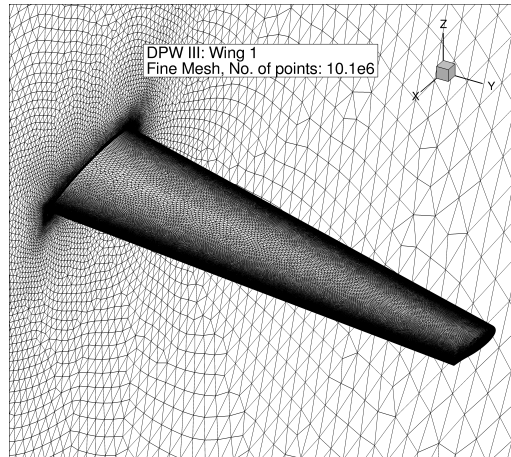 DPW III: Wing 1
Fine Mesh, No. of points: 10.1e6
Z
Y
X